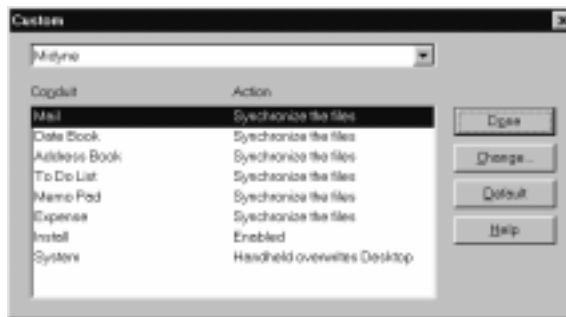 Custom
Midyne
Conduit Action
Mail Synchronize the files
Date Book Synchronize the files
Address Book Synchronize the files
To Do List Synchronize the files
Memo Pad Synchronize the files
Expense Synchronize the files
Install Enabled
System Handheld overwrites Desktop
Done
Change...
Default
Help